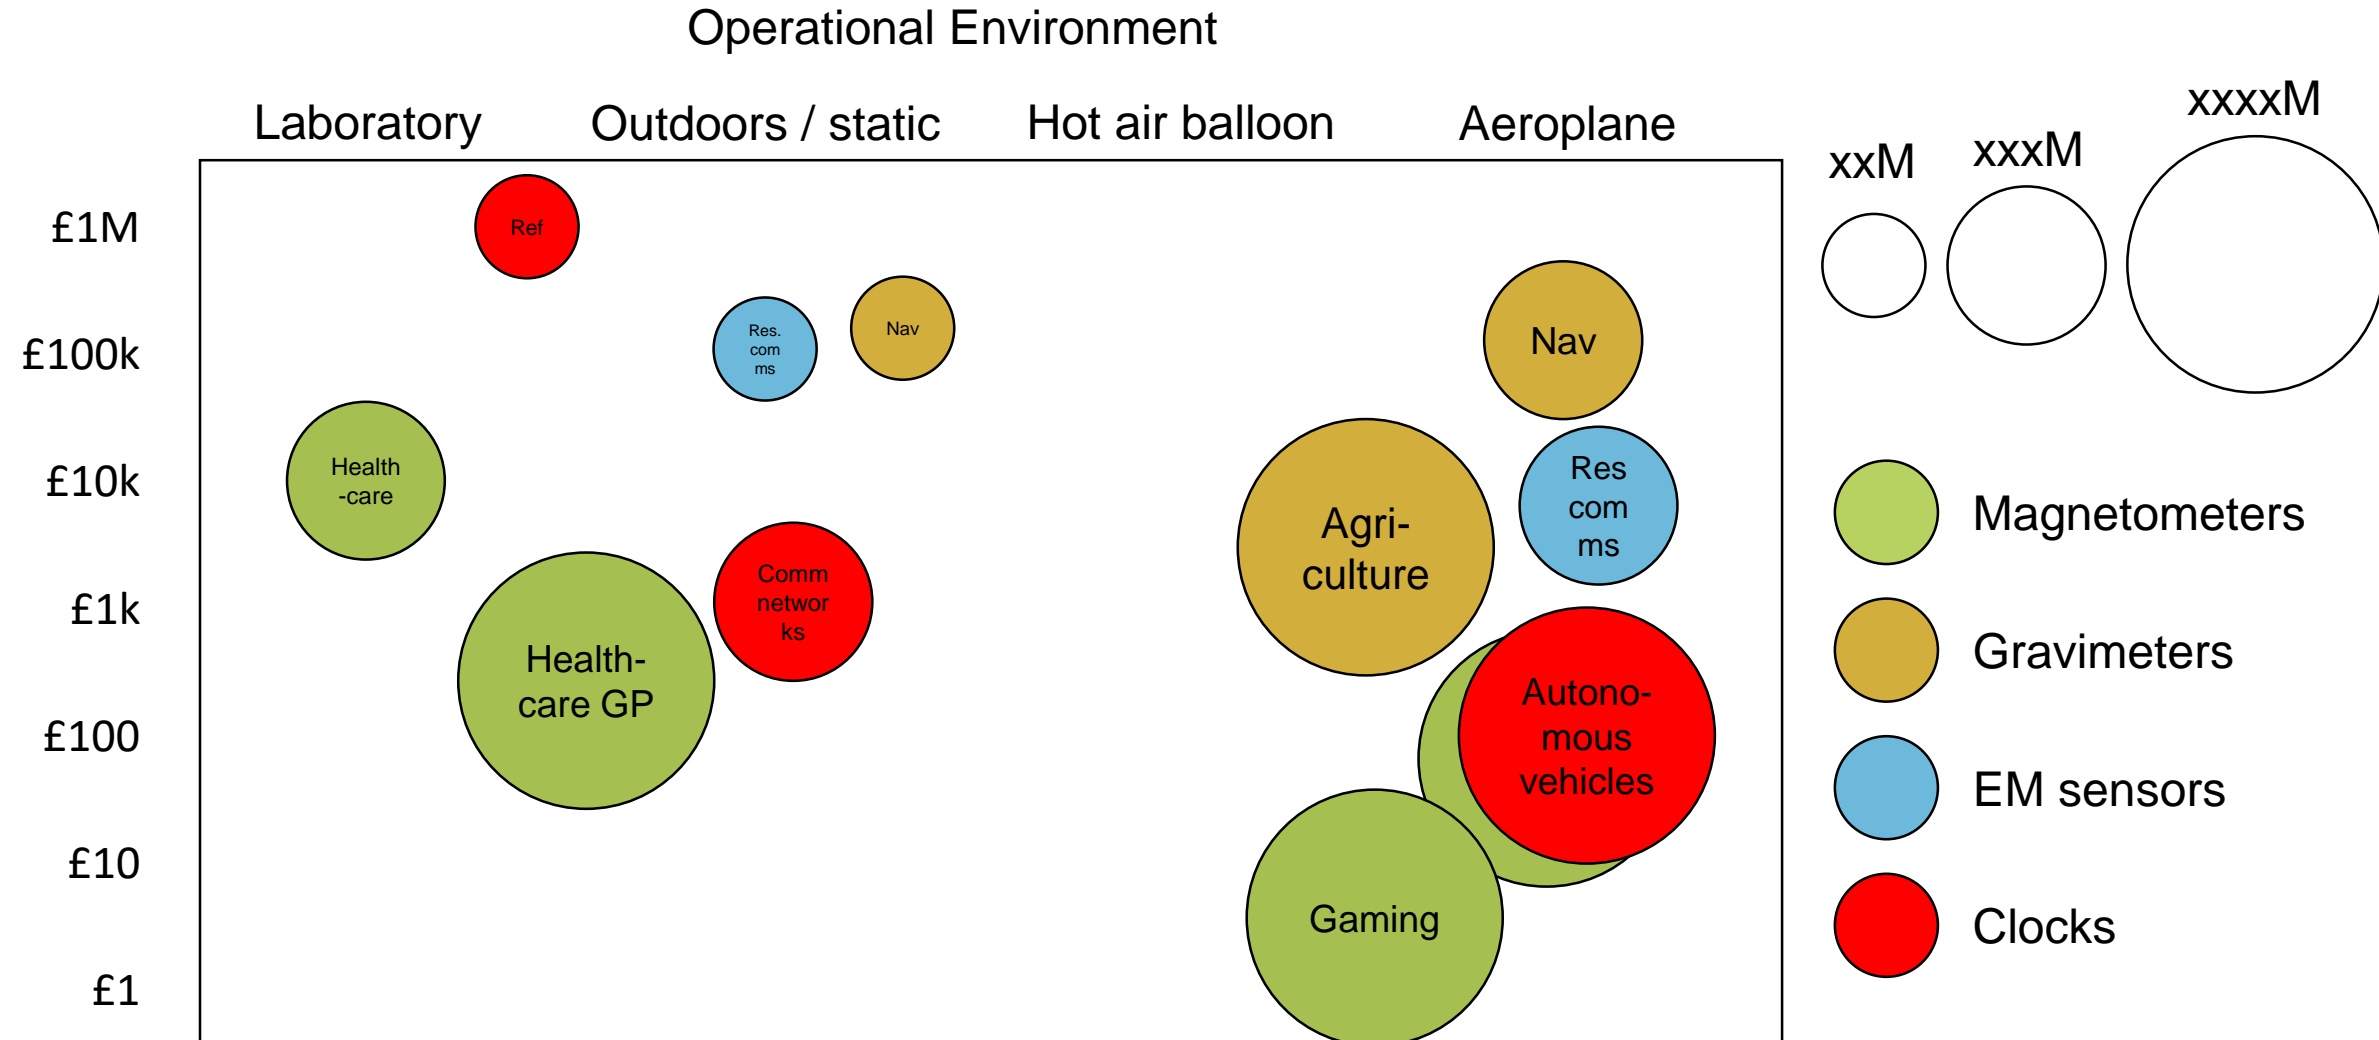 Operational Environment
Laboratory
Outdoors / static
Hot air balloon
Aeroplane
xxM
xxxM
xxxxM
£1M
£100k
£10k
£1k
£100
£10
£1
Ref
Res.
com
ms
Nav
Nav
Health
-care
Agri-
culture
Res
com
ms
Comm
networ
ks
Health-
care GP
Autono-
mous
vehicles
Gaming
Magnetometers
Gravimeters
EM sensors
Clocks